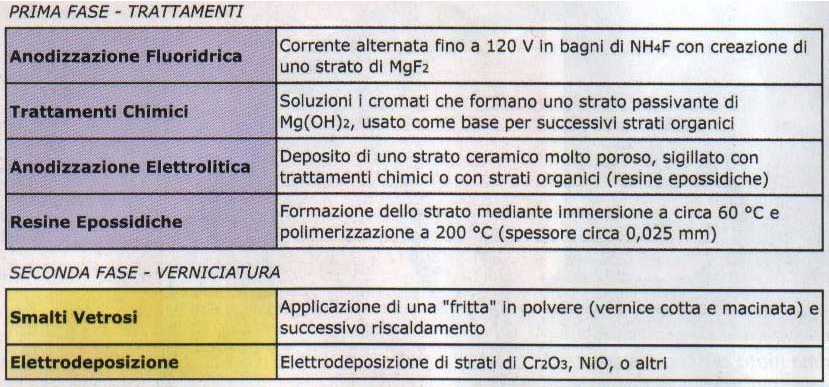 PRIMA FASE - TRATTAMENTI
Anodizzazione Fluoridrica
Corrente alternata fino a 120 V in bagni di NH4F con creazione di
uno strato di MgF2
Trattamenti Chimici
Soluzioni i cromati che formano uno strato passivante di
Mg(OH)2, usato come base per successivi strati organici
Anodizzazione Elettrolitica
Deposito di uno strato ceramico molto poroso, sigillato con
trattamenti chimici o con strati organici (resine epossidiche)
Resine Epossidiche
Formazione dello strato mediante immersione a circa 60 °C e
polimerizzazione a 200 °C (spessore circa 0,025 mm)
SECONDA FASE - VERNICIATURA
Smalti Vetrosi
Applicazione di una "fritta" in polvere (vernice cotta e macinata) e
successivo riscaldamento
Elettrodeposizione
Elettrodeposizione di strati di Cr2O3, NiO, o altri